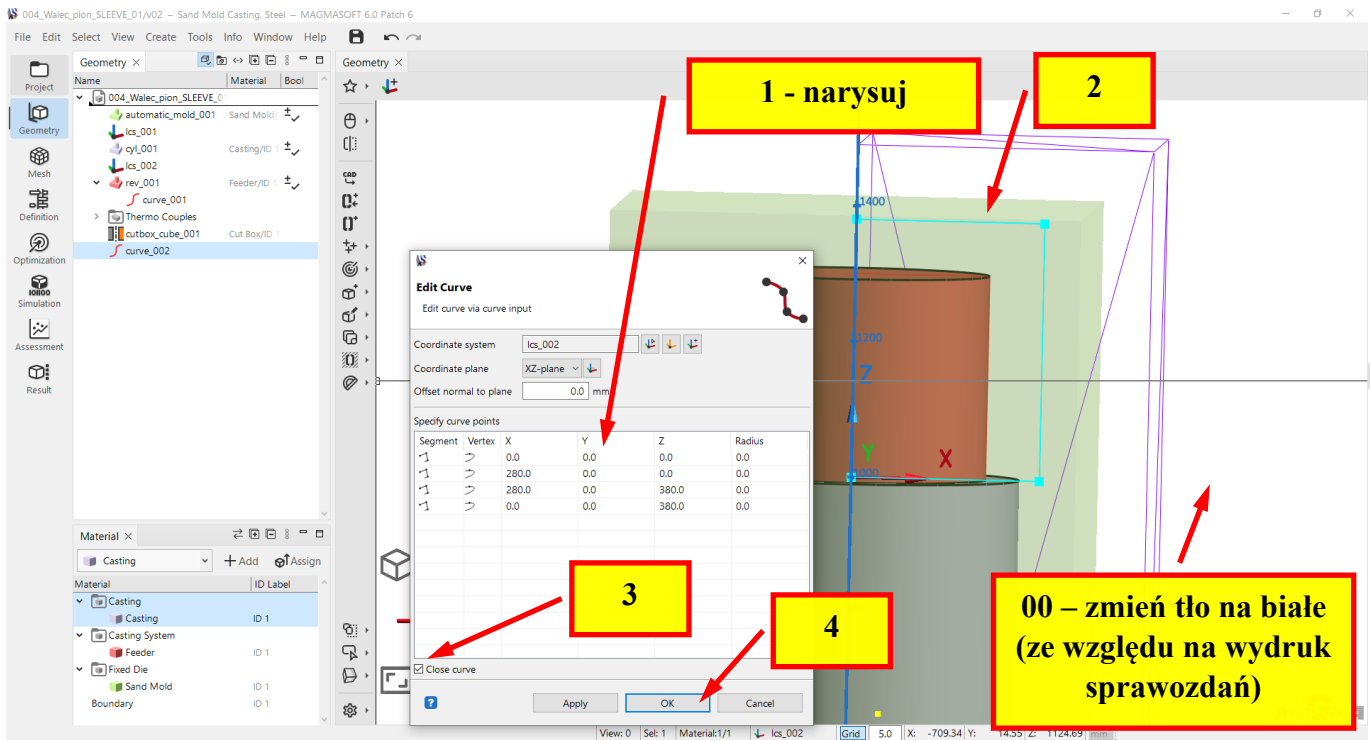 004_Walec_pion_SLEEVE_01/v02 – Sand Mold Casting, Steel – MAGMASOFT 6.0 Patch 6
File Edit Select View Create Tools Info Window Help
Project
Geometry
Mesh
Definition
Optimization
Simulation
Assessment
Result
Geometry
Name Material Bool
004_Walec_pion_SLEEVE_0
automatic_mold_001 Sand Mold/
lcs_001
cyl_001 Casting/ID 1
lcs_002
rev_001 Feeder/ID 1
curve_001
Thermo Couples
cutbox_cube_001 Cut Box/ID 1
curve_002
Material
Casting Add Assign
Material ID Label
Casting
Casting ID 1
Casting System
Feeder ID 1
Fixed Die
Sand Mold ID 1
Boundary ID 1
Geometry
CAD
1 - narysuj
2
1400
1200
Z
Y
X
1000
Edit Curve
Edit curve via curve input
Coordinate system lcs_002
Coordinate plane XZ-plane
Offset normal to plane 0.0 mm
Specify curve points
Segment Vertex X Y Z Radius
0.0 0.0 0.0 0.0
280.0 0.0 0.0 0.0
280.0 0.0 380.0 0.0
0.0 0.0 380.0 0.0
3
4
Close curve
Apply OK Cancel
00 – zmień tło na białe
(ze względu na wydruk
sprawozdań)
View: 0 Sel: 1 Material:1/1 lcs_002 Grid 5.0 X: -709.34 Y: 14.55 Z: 1124.69 mm